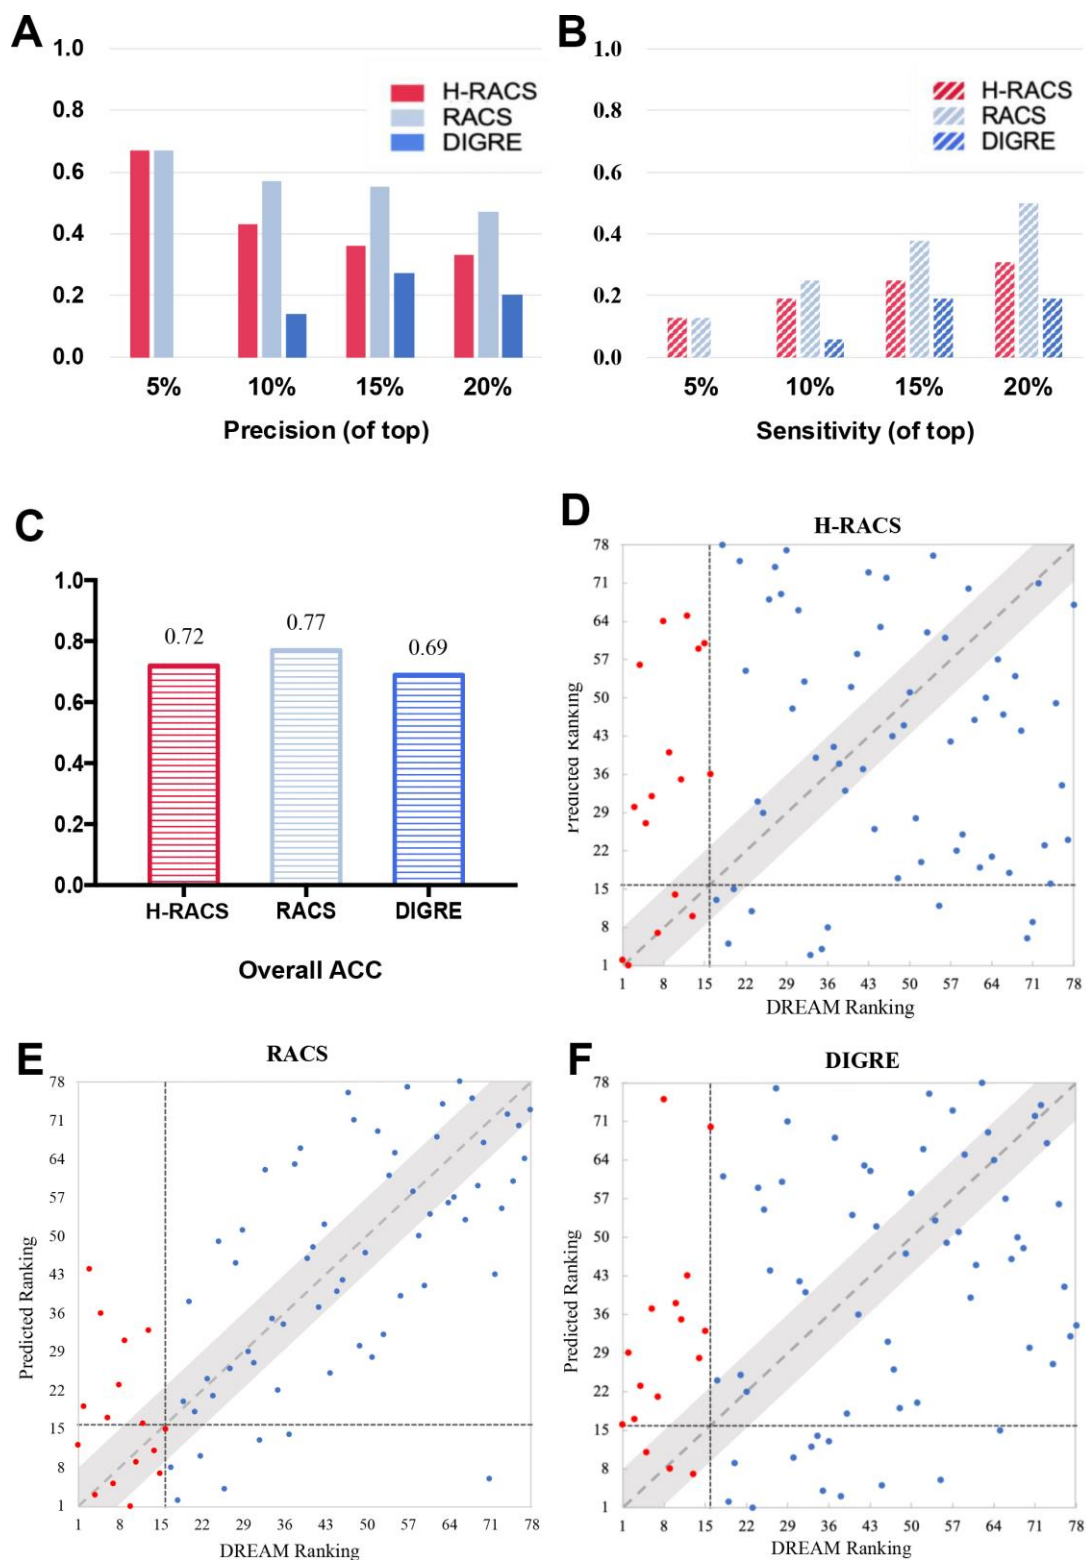 A
1.0
0.8
0.6
0.4
0.2
0.0
H-RACS
RACS
DIGRE
5% 10% 15% 20%
Precision (of top)
B
1.0
0.8
0.6
0.4
0.2
0.0
H-RACS
RACS
DIGRE
5% 10% 15% 20%
Sensitivity (of top)
C
1.0
0.8
0.6
0.4
0.2
0.0
0.72
0.77
0.69
H-RACS RACS DIGRE
Overall ACC
D
H-RACS
Predicted Ranking
78
71
64
57
50
43
36
29
22
15
8
1
1 8 15 22 29 36 43 50 57 64 71 78
DREAM Ranking
E
RACS
Predicted Ranking
78
71
64
57
50
43
36
29
22
15
8
1
1 8 15 22 29 36 43 50 57 64 71 78
DREAM Ranking
F
DIGRE
Predicted Ranking
78
71
64
57
50
43
36
29
22
15
8
1
1 8 15 22 29 36 43 50 57 64 71 78
DREAM Ranking